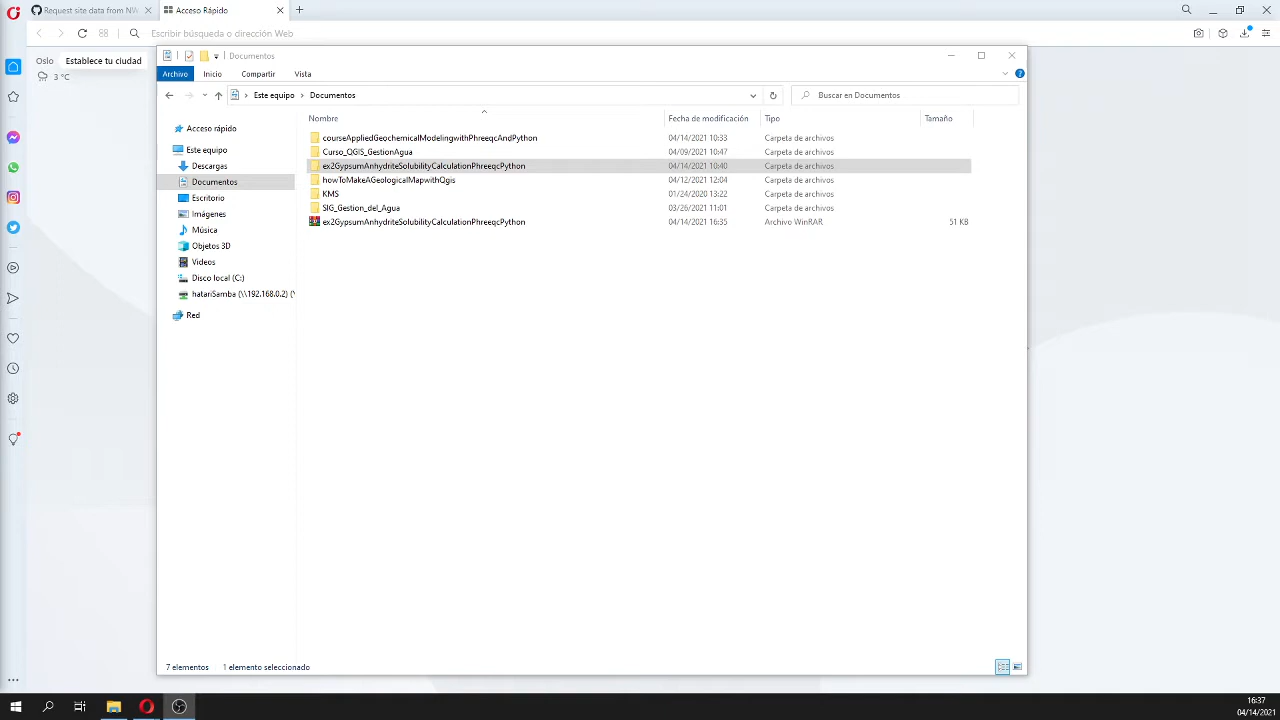 Request site data from NW
Acceso Rápido
Escribir búsqueda o dirección Web
Oslo
Establece tu ciudad
3 °C
Documentos
Archivo
Inicio
Compartir
Vista
Este equipo
Documentos
Buscar en Documentos
Nombre
Fecha de modificación
Tipo
Tamaño
Acceso rápido
Este equipo
Descargas
Documentos
Escritorio
Imágenes
Música
Objetos 3D
Videos
Disco local (C:)
hatariSamba (\\192.168.0.2) (
Red
courseAppliedGeochemicalModelingwithPhreeqcAndPython 04/14/2021 10:33 Carpeta de archivos
Curso_QGIS_GestionAgua 04/09/2021 10:47 Carpeta de archivos
ex2GypsumAnhydriteSolubilityCalculationPhreeqcPython 04/14/2021 10:40 Carpeta de archivos
howToMakeAGeologicalMapwithQgis 04/12/2021 12:04 Carpeta de archivos
KMS 01/24/2020 13:22 Carpeta de archivos
SIG_Gestion_del_Agua 03/26/2021 11:01 Carpeta de archivos
ex2GypsumAnhydriteSolubilityCalculationPhreeqcPython 04/14/2021 16:35 Archivo WinRAR 51 KB
7 elementos
1 elemento seleccionado
16:37
04/14/2021